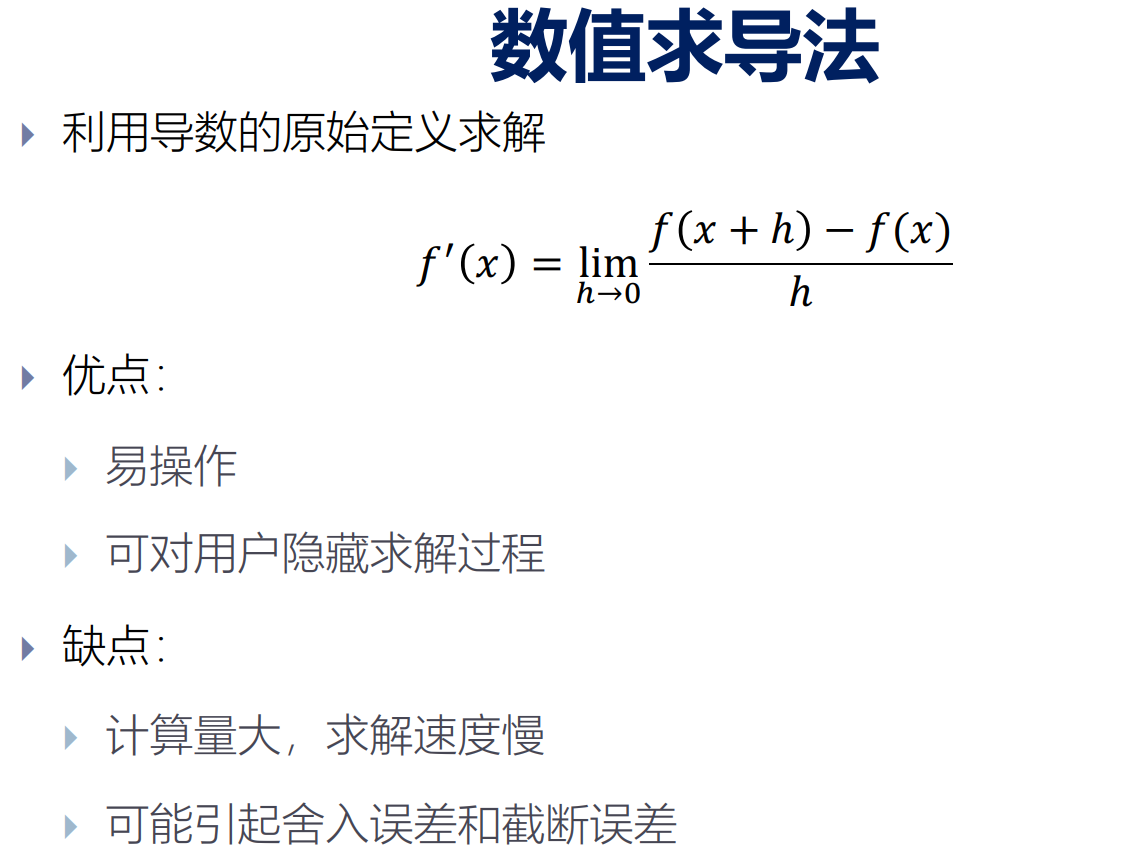 数值求导法
利用导数的原始定义求解
f′(x) = lim_{h→0} \frac{f(x + h) − f(x)}{h}
优点：
易操作
可对用户隐藏求解过程
缺点：
计算量大，求解速度慢
可能引起舍入误差和截断误差